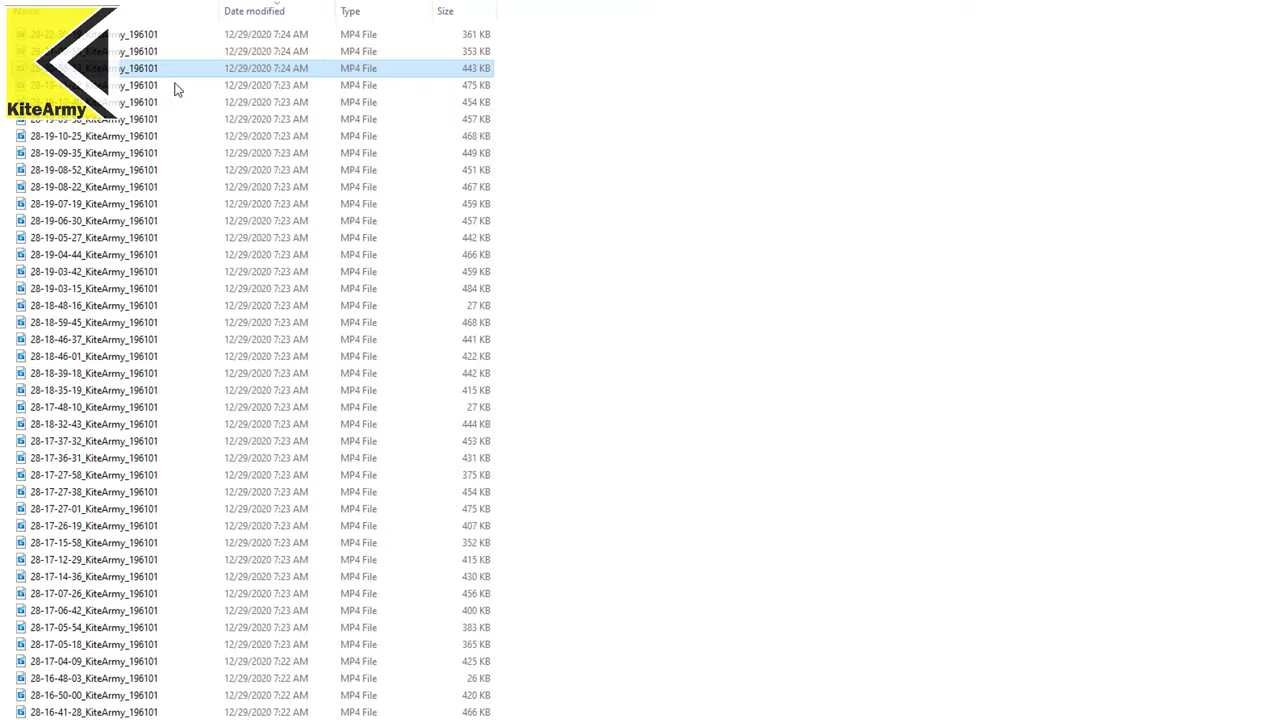 Date modified Type Size
KiteArmy
_196101 12/29/2020 7:24 AM MP4 File 361 KB
_196101 12/29/2020 7:24 AM MP4 File 353 KB
_196101 12/29/2020 7:24 AM MP4 File 443 KB
_196101 12/29/2020 7:23 AM MP4 File 475 KB
_196101 12/29/2020 7:23 AM MP4 File 454 KB
KiteArmy_196101 12/29/2020 7:23 AM MP4 File 457 KB
28-19-10-25_KiteArmy_196101 12/29/2020 7:23 AM MP4 File 468 KB
28-19-09-35_KiteArmy_196101 12/29/2020 7:23 AM MP4 File 449 KB
28-19-08-52_KiteArmy_196101 12/29/2020 7:23 AM MP4 File 451 KB
28-19-08-22_KiteArmy_196101 12/29/2020 7:23 AM MP4 File 467 KB
28-19-07-19_KiteArmy_196101 12/29/2020 7:23 AM MP4 File 459 KB
28-19-06-30_KiteArmy_196101 12/29/2020 7:23 AM MP4 File 457 KB
28-19-05-27_KiteArmy_196101 12/29/2020 7:23 AM MP4 File 442 KB
28-19-04-44_KiteArmy_196101 12/29/2020 7:23 AM MP4 File 466 KB
28-19-03-42_KiteArmy_196101 12/29/2020 7:23 AM MP4 File 459 KB
28-19-03-15_KiteArmy_196101 12/29/2020 7:23 AM MP4 File 484 KB
28-18-48-16_KiteArmy_196101 12/29/2020 7:23 AM MP4 File 27 KB
28-18-59-45_KiteArmy_196101 12/29/2020 7:23 AM MP4 File 468 KB
28-18-46-37_KiteArmy_196101 12/29/2020 7:23 AM MP4 File 441 KB
28-18-46-01_KiteArmy_196101 12/29/2020 7:23 AM MP4 File 422 KB
28-18-39-18_KiteArmy_196101 12/29/2020 7:23 AM MP4 File 442 KB
28-18-35-19_KiteArmy_196101 12/29/2020 7:23 AM MP4 File 415 KB
28-17-48-10_KiteArmy_196101 12/29/2020 7:23 AM MP4 File 27 KB
28-18-32-43_KiteArmy_196101 12/29/2020 7:23 AM MP4 File 444 KB
28-17-37-32_KiteArmy_196101 12/29/2020 7:23 AM MP4 File 453 KB
28-17-36-31_KiteArmy_196101 12/29/2020 7:23 AM MP4 File 431 KB
28-17-27-58_KiteArmy_196101 12/29/2020 7:23 AM MP4 File 375 KB
28-17-27-38_KiteArmy_196101 12/29/2020 7:23 AM MP4 File 454 KB
28-17-27-01_KiteArmy_196101 12/29/2020 7:23 AM MP4 File 475 KB
28-17-26-19_KiteArmy_196101 12/29/2020 7:23 AM MP4 File 407 KB
28-17-15-58_KiteArmy_196101 12/29/2020 7:23 AM MP4 File 352 KB
28-17-12-29_KiteArmy_196101 12/29/2020 7:23 AM MP4 File 415 KB
28-17-14-36_KiteArmy_196101 12/29/2020 7:23 AM MP4 File 430 KB
28-17-07-26_KiteArmy_196101 12/29/2020 7:23 AM MP4 File 456 KB
28-17-06-42_KiteArmy_196101 12/29/2020 7:23 AM MP4 File 400 KB
28-17-05-54_KiteArmy_196101 12/29/2020 7:23 AM MP4 File 383 KB
28-17-05-18_KiteArmy_196101 12/29/2020 7:23 AM MP4 File 365 KB
28-17-04-09_KiteArmy_196101 12/29/2020 7:22 AM MP4 File 425 KB
28-16-48-03_KiteArmy_196101 12/29/2020 7:22 AM MP4 File 26 KB
28-16-50-00_KiteArmy_196101 12/29/2020 7:22 AM MP4 File 420 KB
28-16-41-28_KiteArmy_196101 12/29/2020 7:22 AM MP4 File 466 KB